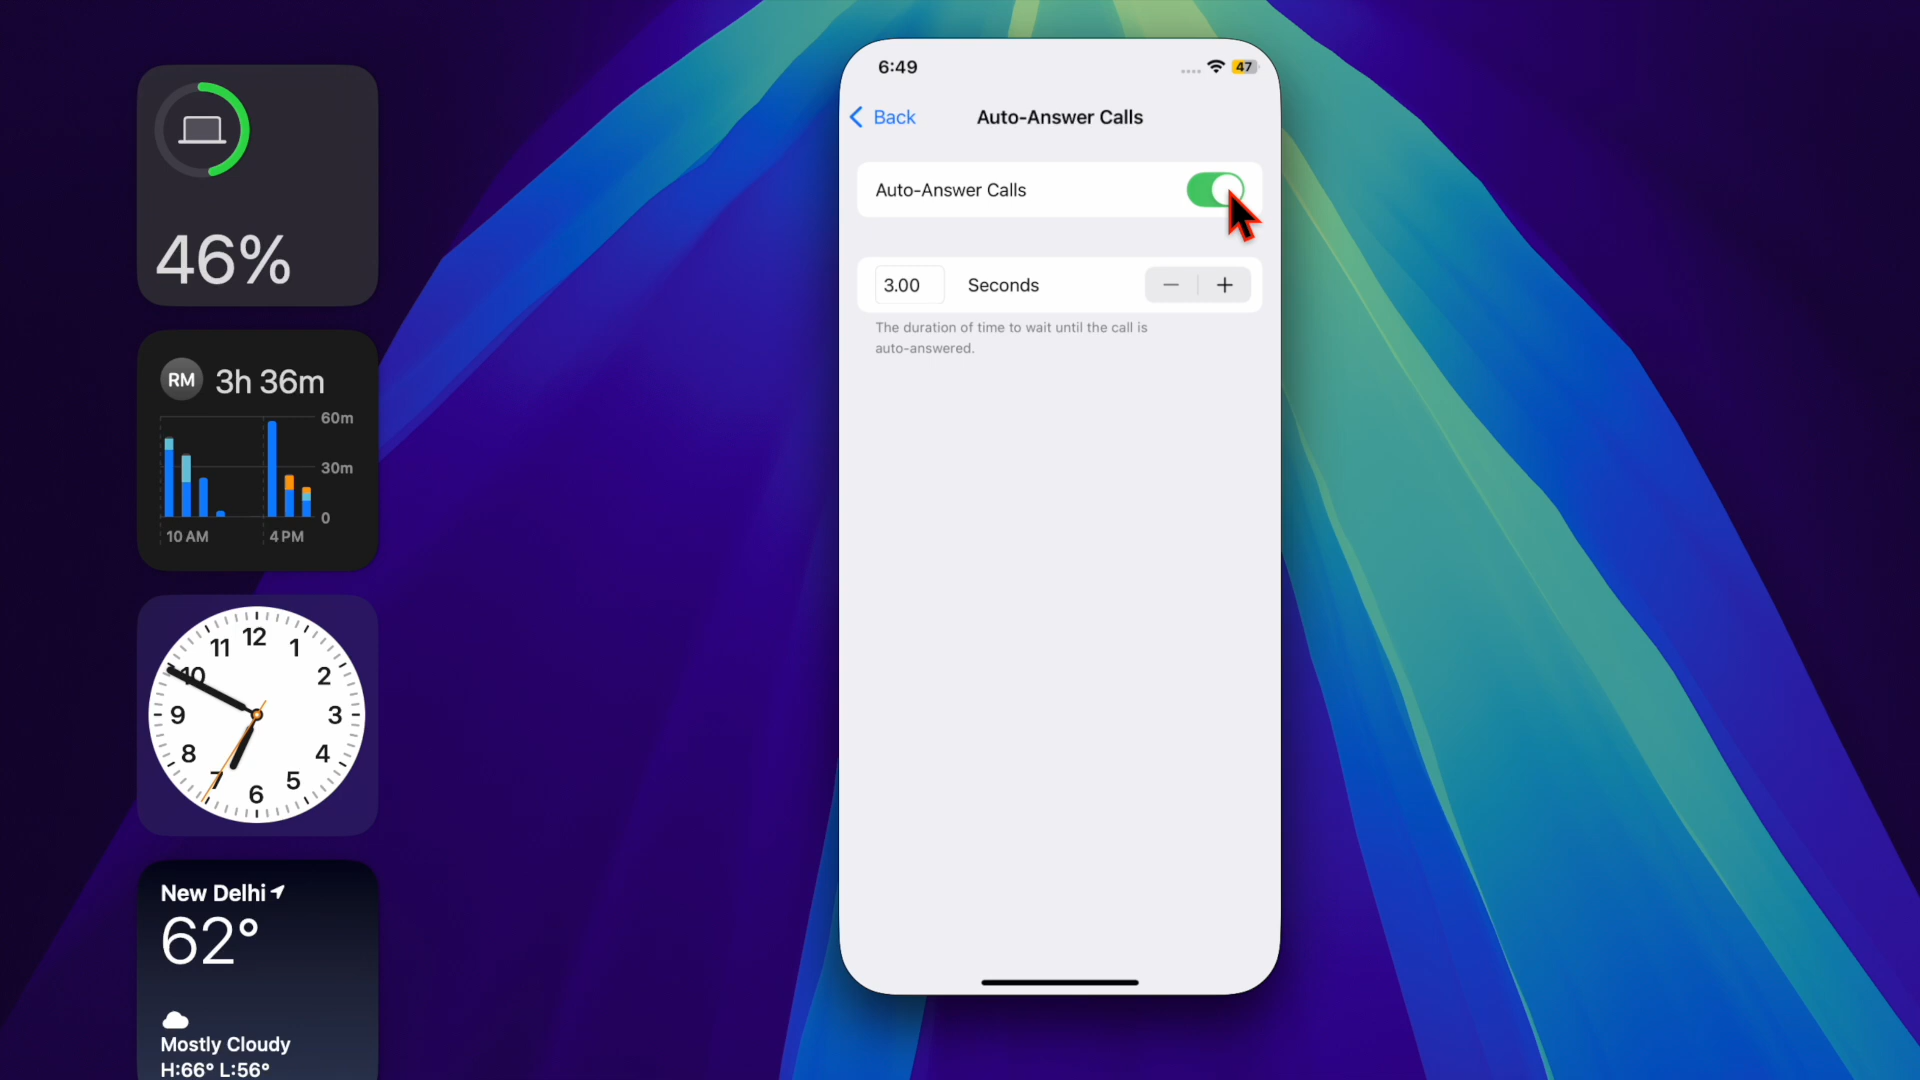 46%
RM 3h 36m
60m
30m
0
10 AM 4 PM
12
11 1
10 2
9 3
8 4
7 5
6
New Delhi
62°
Mostly Cloudy
H:66° L:56°
6:49 47
Back Auto-Answer Calls
Auto-Answer Calls
3.00 Seconds − +
The duration of time to wait until the call is
auto-answered.